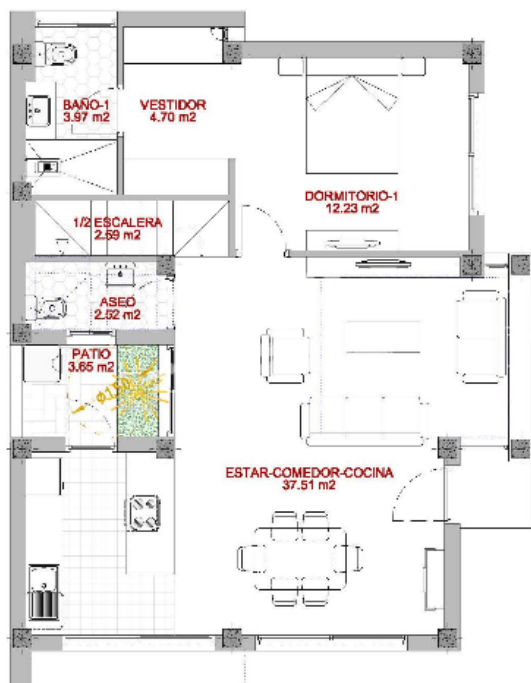 BAÑO-1
3.97 m2
VESTIDOR
4.70 m2
DORMITORIO-1
12.23 m2
1/2 ESCALERA
2.59 m2
ASEO
2.52 m2
PATIO
3.65 m2
Ø150
ESTAR-COMEDOR-COCINA
37.51 m2